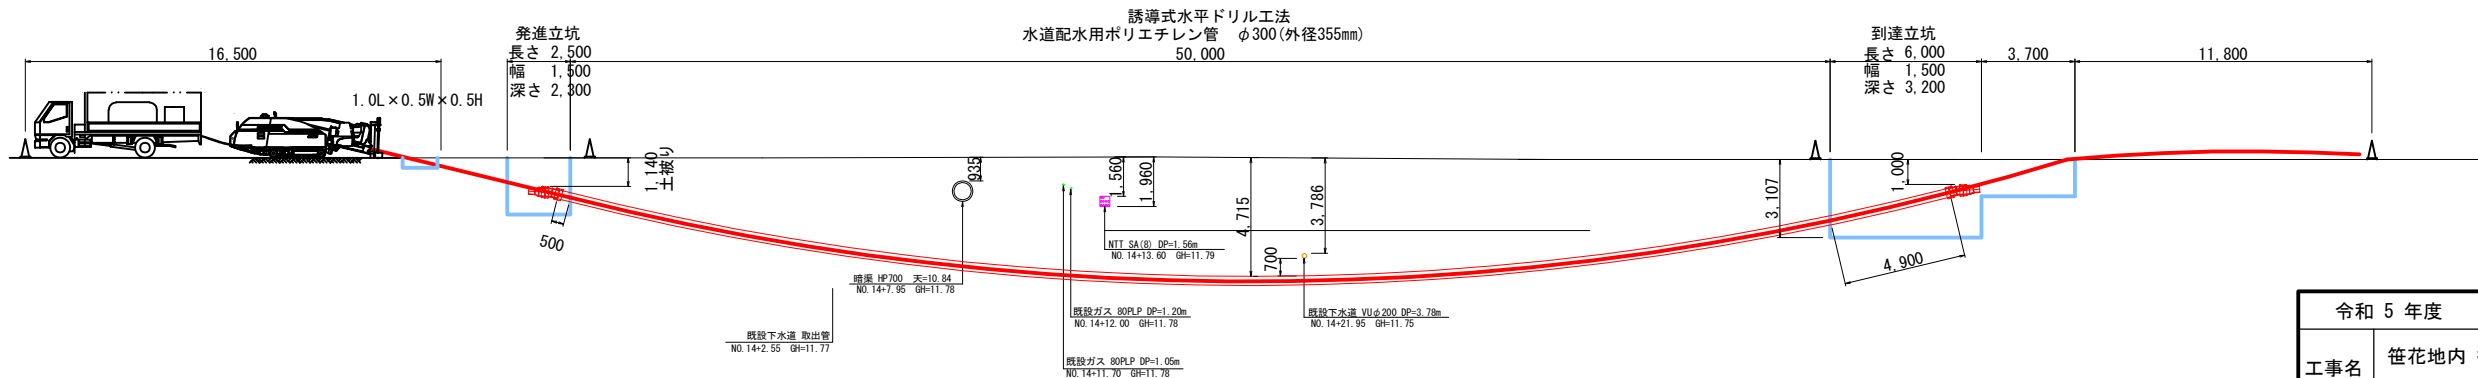 誘導式水平ドリル工法
水道配水用ポリエチレン管 φ300(外径355mm)
16,500
発進立坑
長さ 2,500
幅 1,500
深さ 2,300
50,000
到達立坑
長さ 6,000
幅 1,500
深さ 3,200
3,700
11,800
1.0L×0.5W×0.5H
1,140
土被り
500
935
1,560
1,960
4,715
700
3,786
3,107
1,000
4,900
NTT SA(8) DP=1.56m
NO.14+13.60 GH=11.79
暗渠 HP700 天=10.84
NO.14+7.95 GH=11.78
既設ガス 80PLP DP=1.20m
NO.14+12.00 GH=11.78
既設下水道 VUφ200 DP=3.78m
NO.14+21.95 GH=11.75
既設下水道 取出管
NO.14+2.55 GH=11.77
既設ガス 80PLP DP=1.05m
NO.14+11.70 GH=11.78
令和 5 年度
工事名
笹花地内